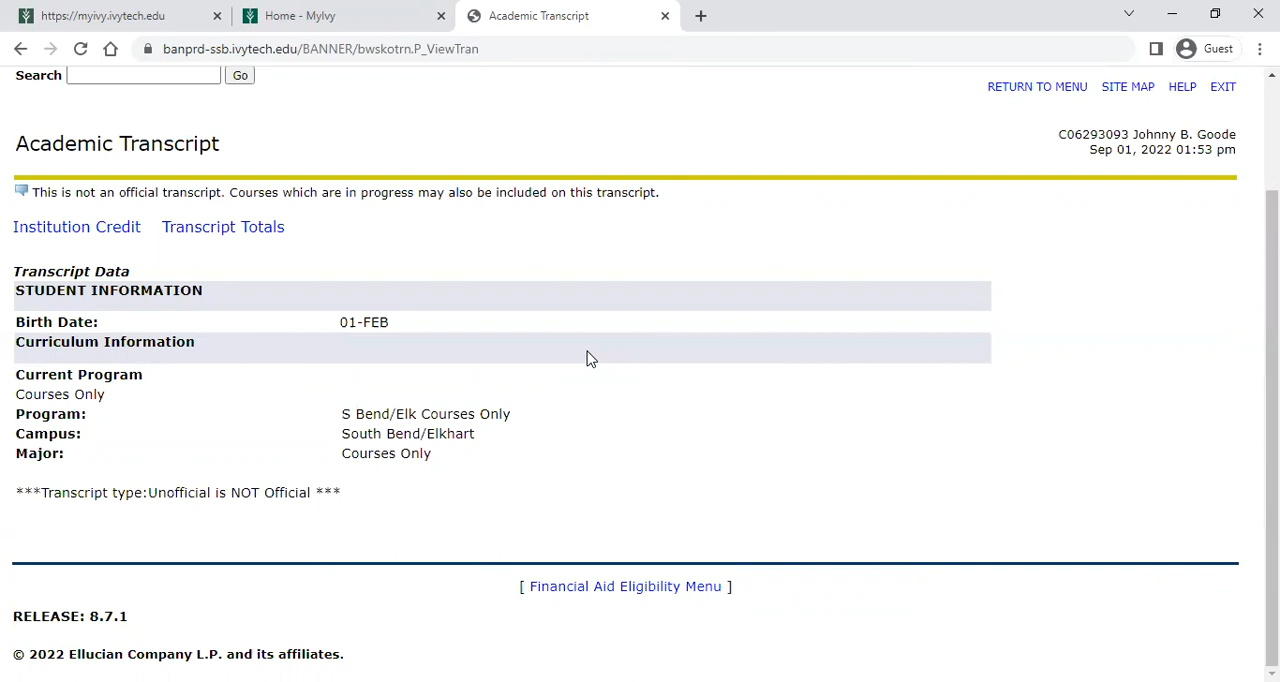 https://myivy.ivytech.edu
Home - MyIvy
Academic Transcript
banprd-ssb.ivytech.edu/BANNER/bwskotrn.P_ViewTran
Guest
Search
Go
RETURN TO MENU SITE MAP HELP EXIT
Academic Transcript
C06293093 Johnny B. Goode
Sep 01, 2022 01:53 pm
This is not an official transcript. Courses which are in progress may also be included on this transcript.
Institution Credit Transcript Totals
Transcript Data
STUDENT INFORMATION
Birth Date: 01-FEB
Curriculum Information
Current Program
Courses Only
Program: S Bend/Elk Courses Only
Campus: South Bend/Elkhart
Major: Courses Only
***Transcript type:Unofficial is NOT Official ***
[ Financial Aid Eligibility Menu ]
RELEASE: 8.7.1
© 2022 Ellucian Company L.P. and its affiliates.